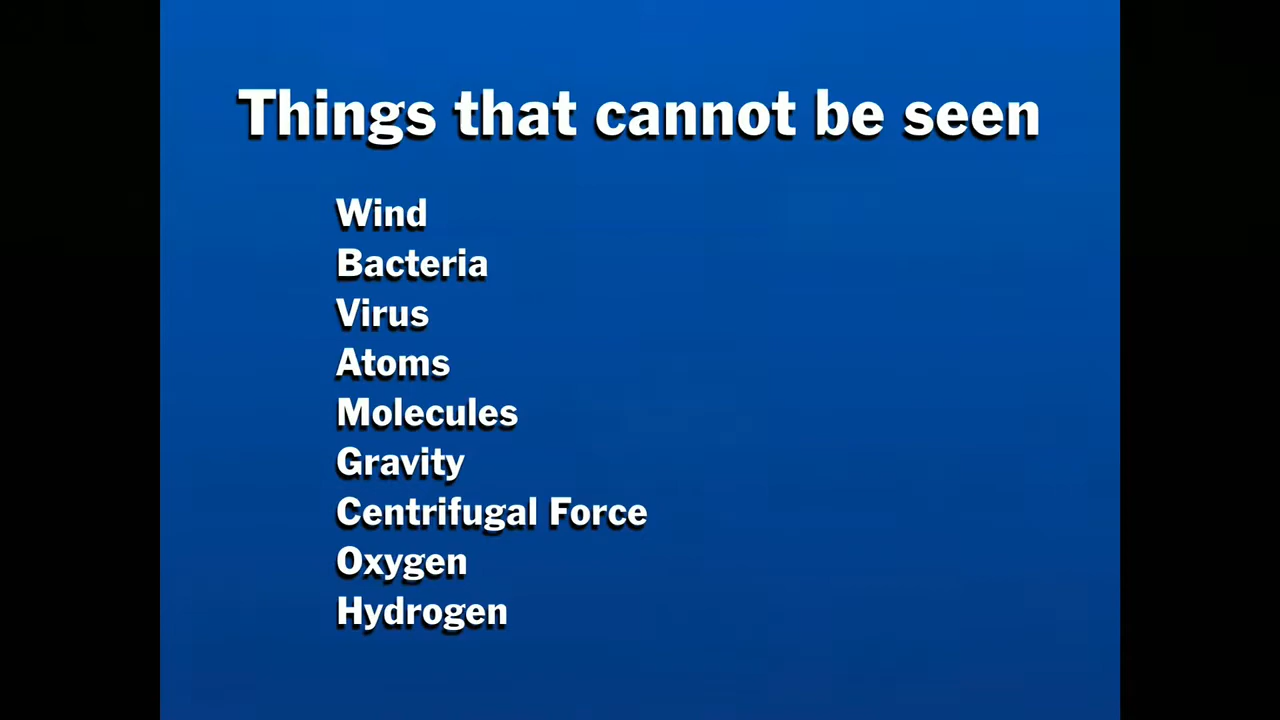 Things that cannot be seen
Wind
Bacteria
Virus
Atoms
Molecules
Gravity
Centrifugal Force
Oxygen
Hydrogen